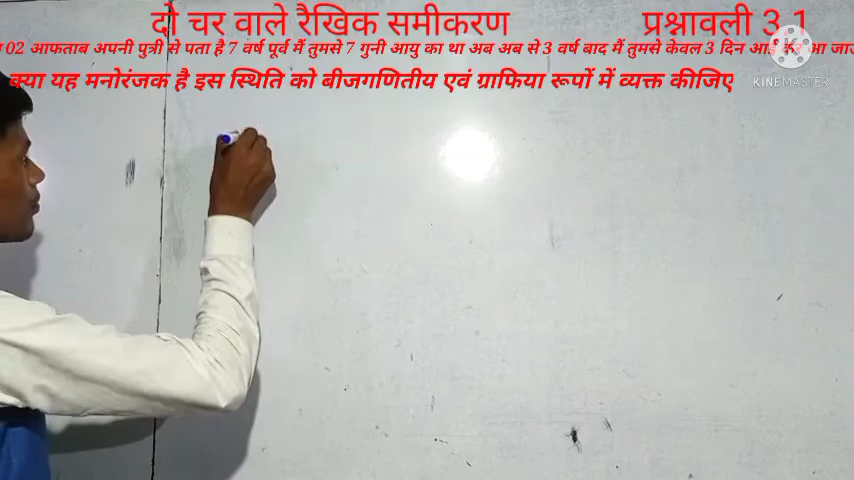 दो चर वाले रैखिक समीकरण प्रश्नावली 3.1
02 आफताब अपनी पुत्री से पता है 7 वर्ष पूर्व मैं तुमसे 7 गुनी आयु का था अब अब से 3 वर्ष बाद मैं तुमसे केवल 3 दिन आ
क्या यह मनोरंजक है इस स्थिति को बीजगणितीय एवं ग्राफिया रूपों में व्यक्त कीजिए
KINEMASTER